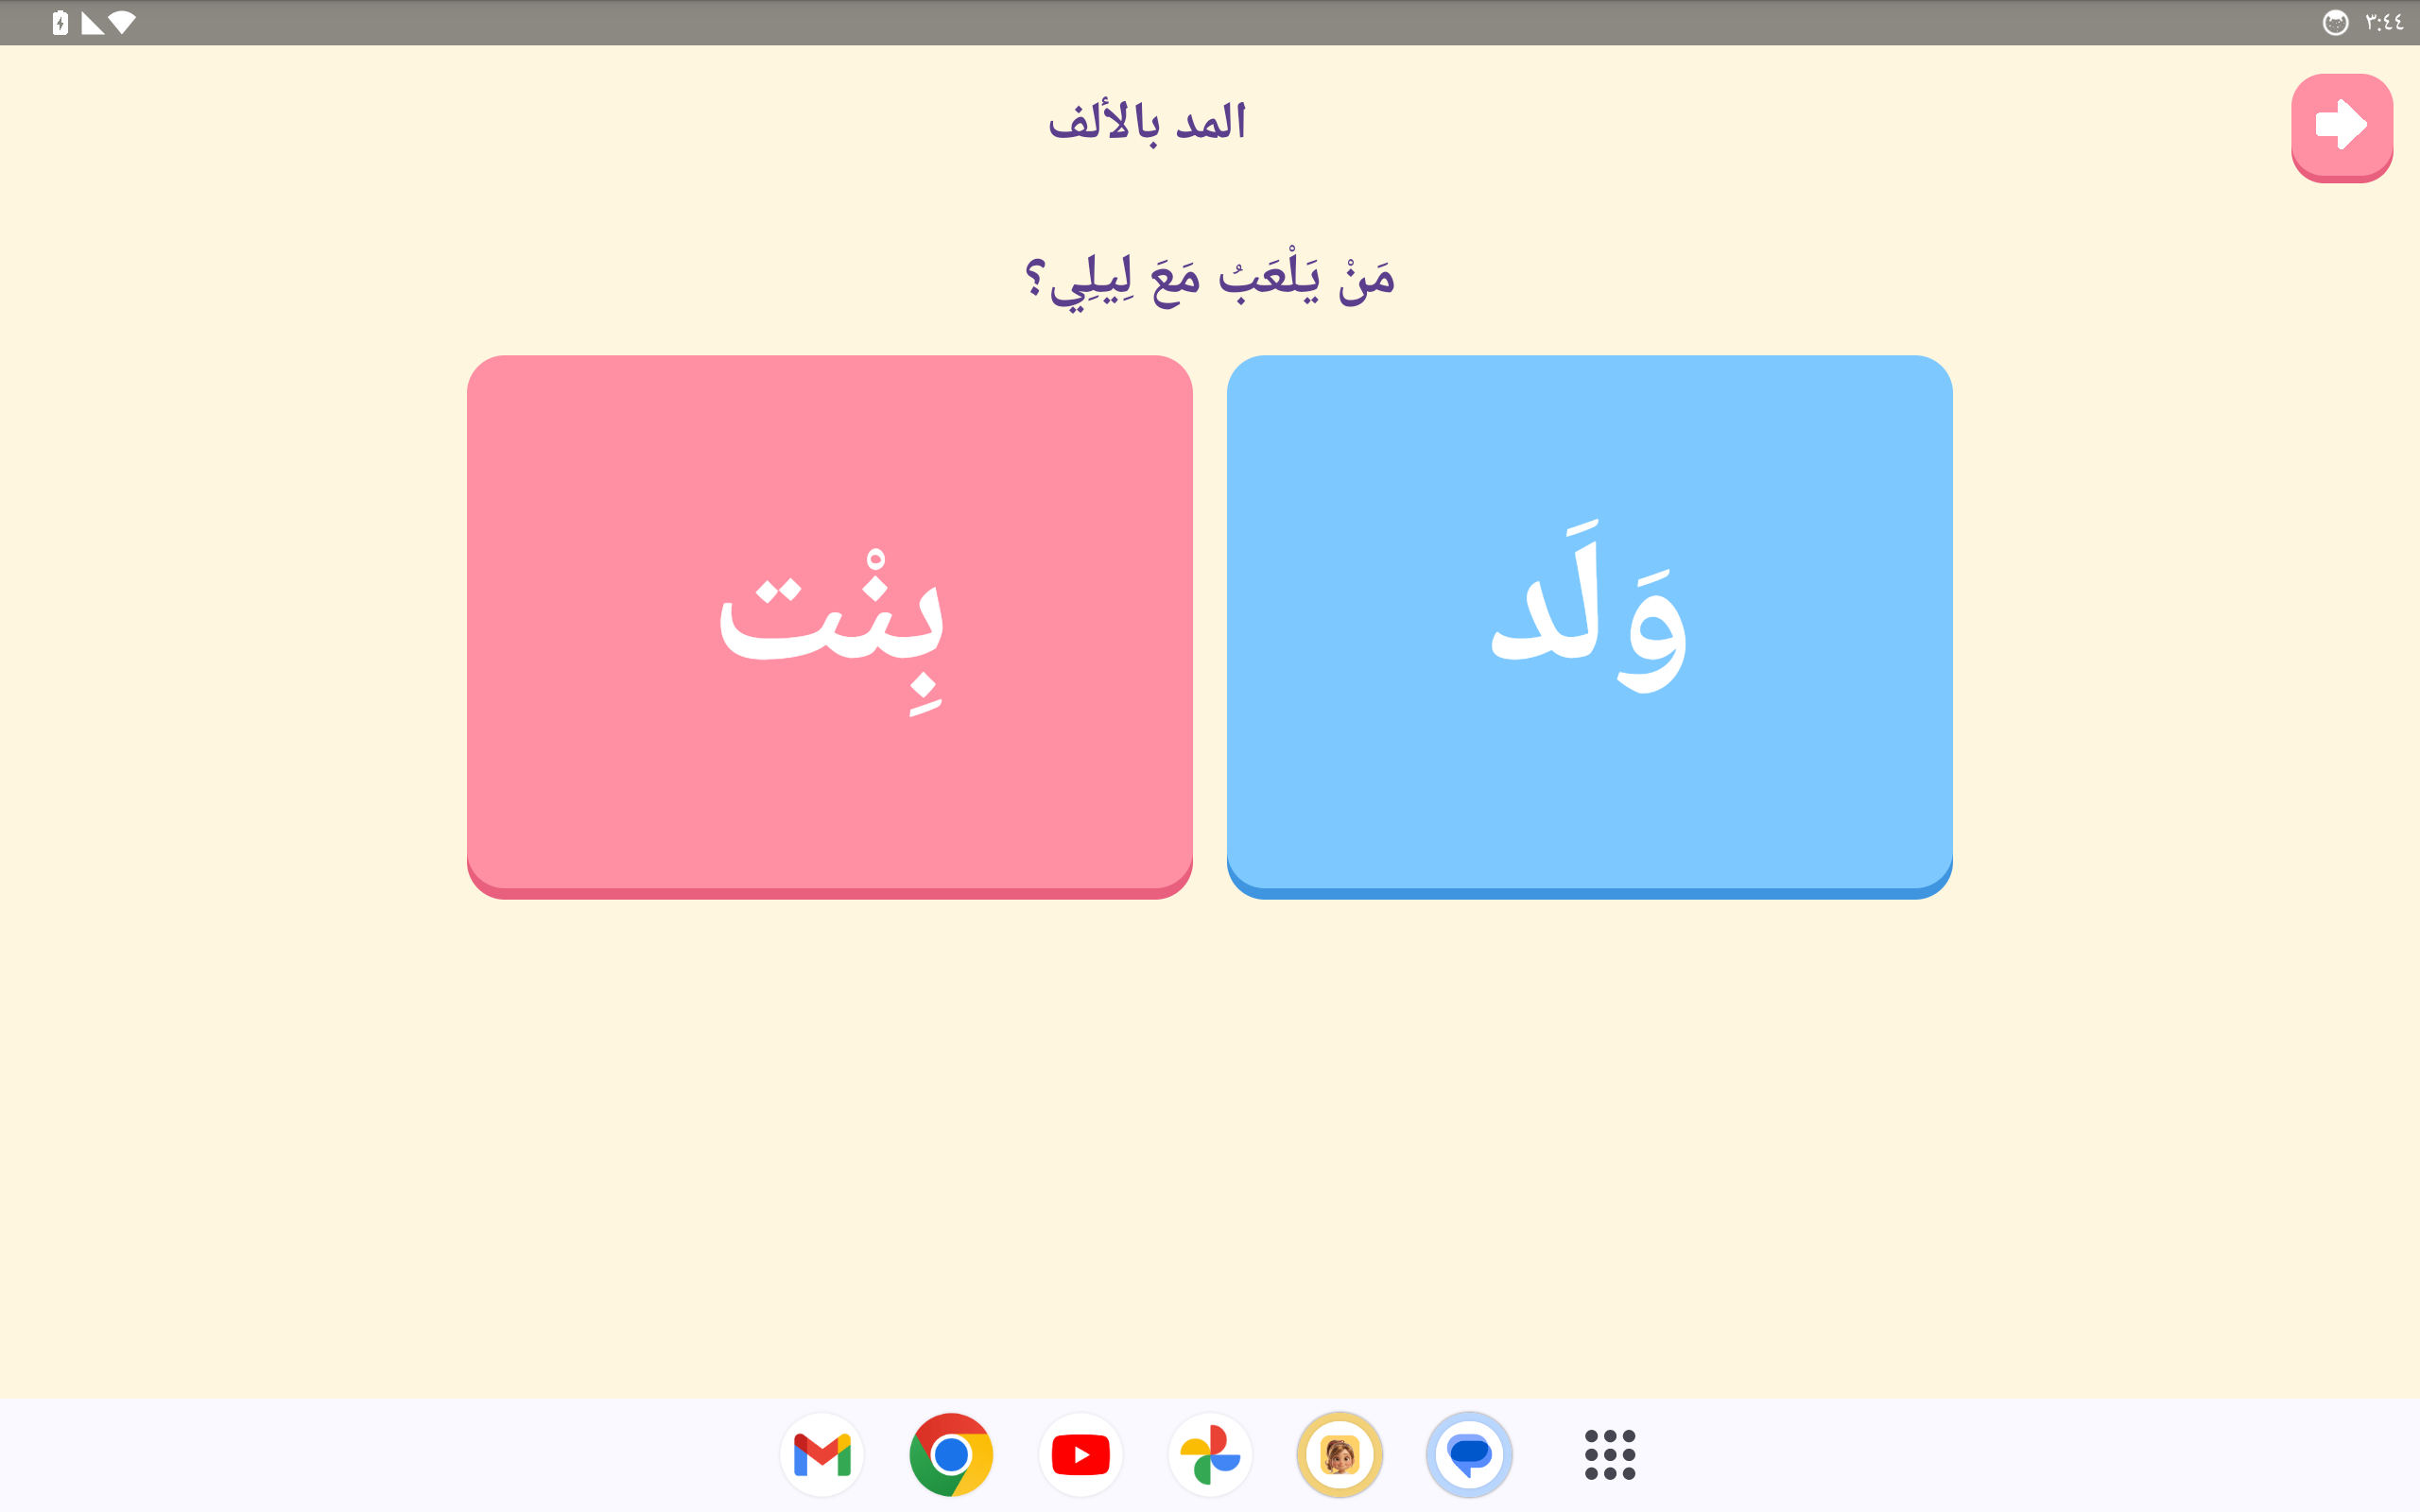 ٣:٤٤
المد بالألف
مَنْ يَلْعَبُ مَعَ لِيلِي؟
وَلَد
بِنْت